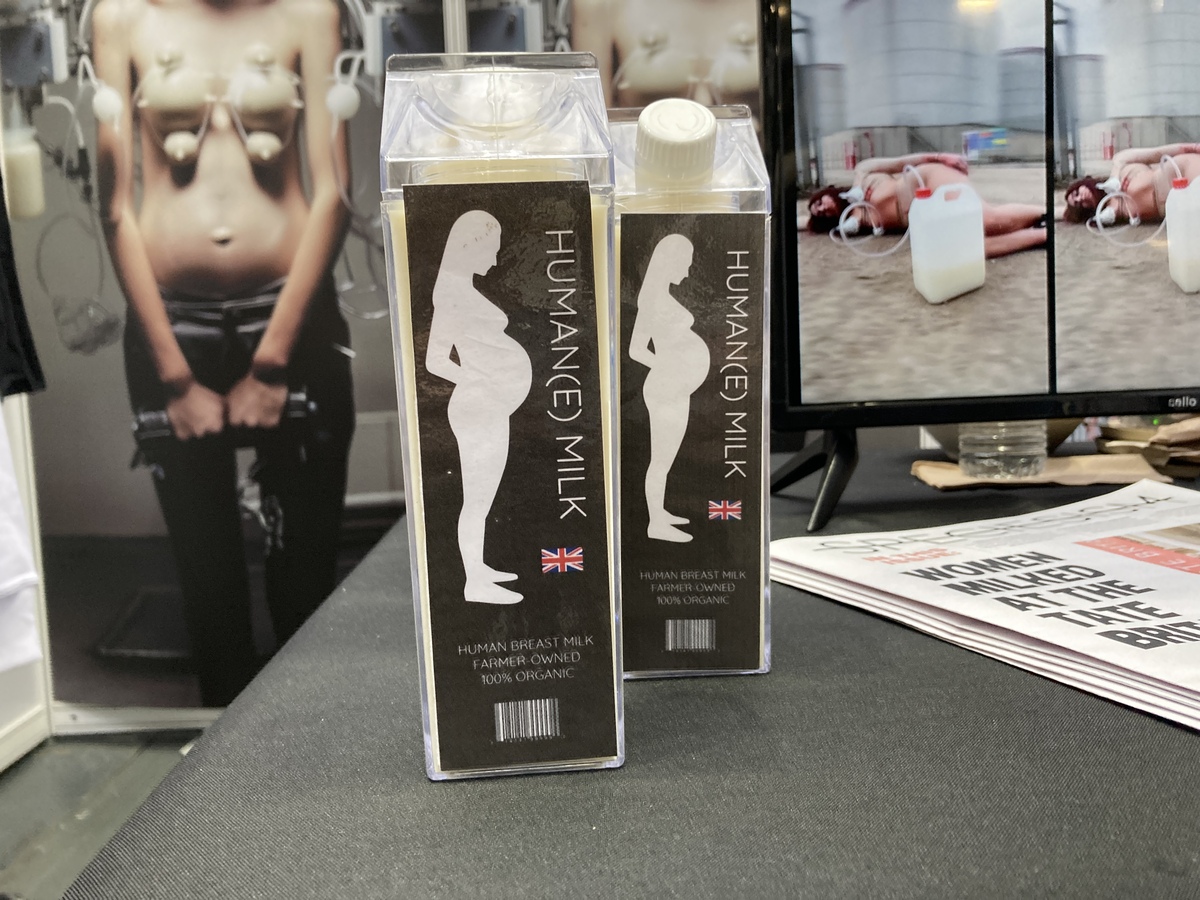 HUMAN(E) MILK
HUMAN BREAST MILK
FARMER-OWNED
100% ORGANIC
HUMAN(E) MILK
HUMAN BREAST MILK
FARMER-OWNED
100% ORGANIC
cello
WOMEN
MILKED
AT THE
TATE